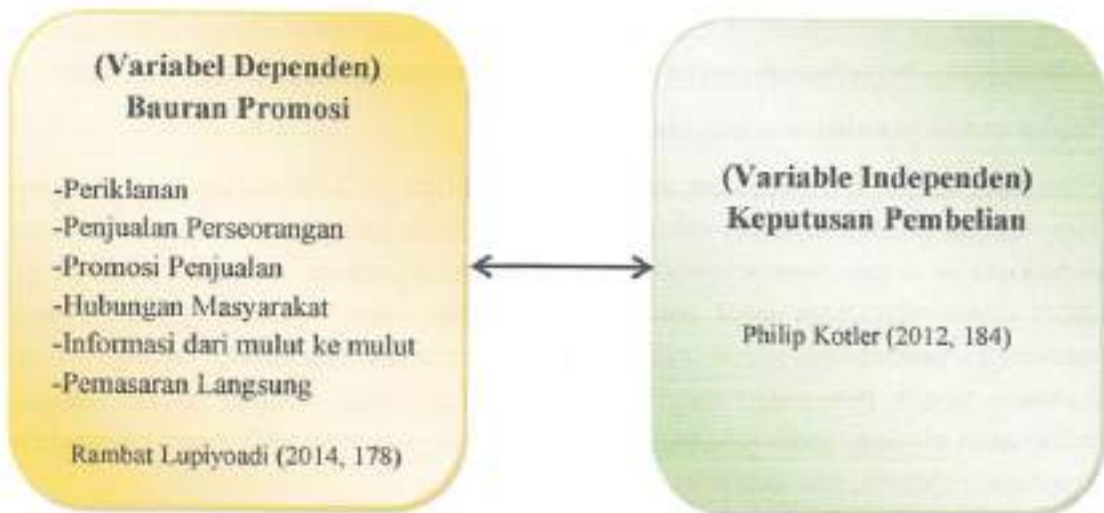 (Variabel Dependen)
Bauran Promosi
-Periklanan
-Penjualan Perseorangan
-Promosi Penjualan
-Hubungan Masyarakat
-Informasi dari mulut ke mulut
-Pemasaran Langsung
Rambat Lupiyoadi (2014, 178)
(Variable Independen)
Keputusan Pembelian
Philip Kotler (2012, 184)